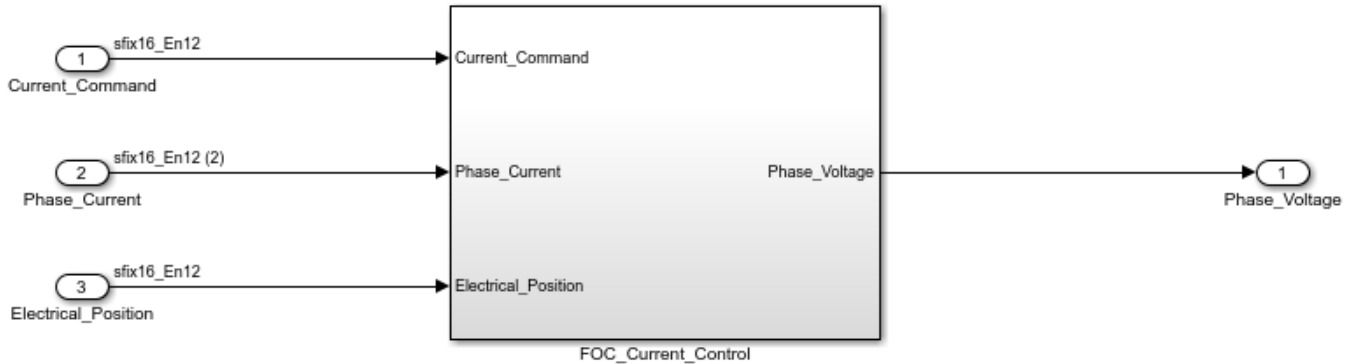 sfix16_En12
1
Current_Command
Current_Command
sfix16_En12 (2)
2
Phase_Current
Phase_Current
Phase_Voltage
1
Phase_Voltage
sfix16_En12
3
Electrical_Position
Electrical_Position
FOC_Current_Control